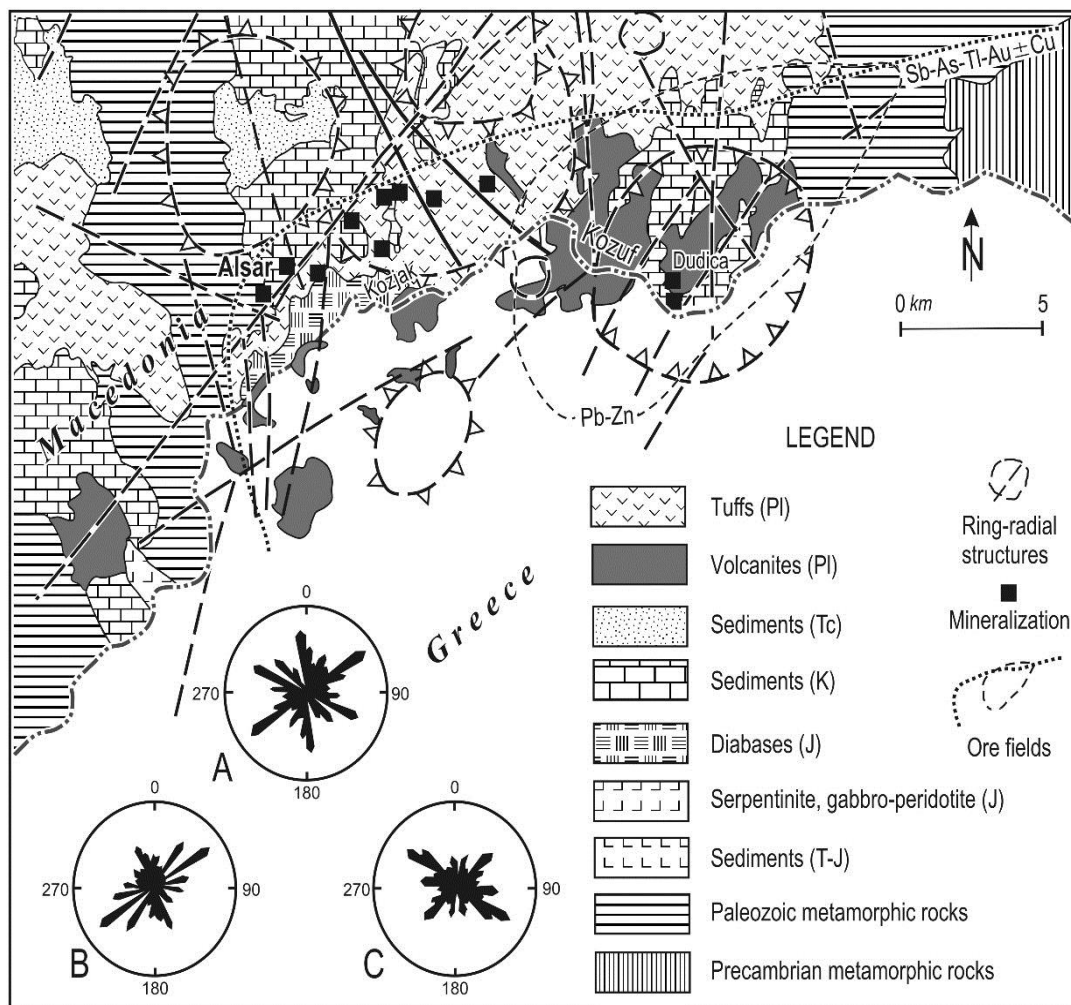 Sb-As-Tl-Au±Cu
Alsar
Kozjak
Kozuf
Dudica
N
0 km 5
Macedonia
Pb-Zn
Greece
LEGEND
Tuffs (Pl)
Volcanites (Pl)
Sediments (Tc)
Sediments (K)
Diabases (J)
Serpentinite, gabbro-peridotite (J)
Sediments (T-J)
Paleozoic metamorphic rocks
Precambrian metamorphic rocks
Ring-radial
structures
Mineralization
Ore fields
0
270 90
A
180
0
270 90
B
180
0
270 90
C
180